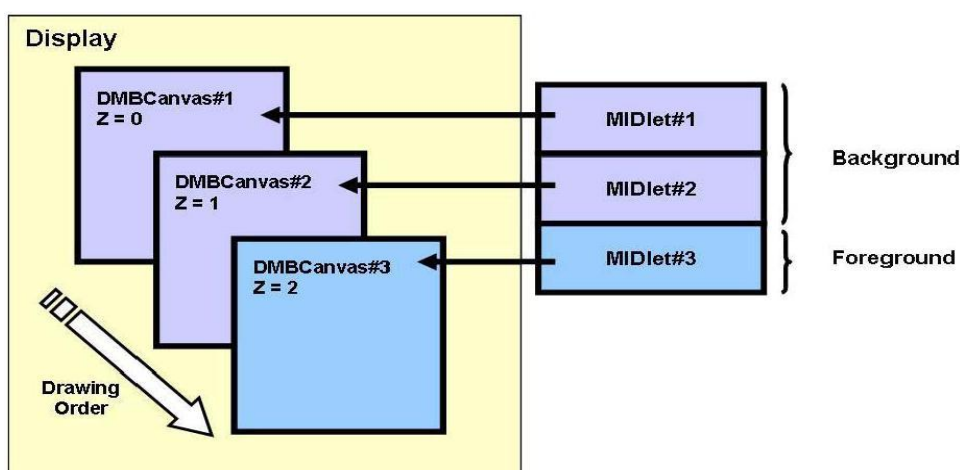 Display
DMBCanvas#1
Z = 0
DMBCanvas#2
Z = 1
DMBCanvas#3
Z = 2
Drawing
Order
MIDlet#1
MIDlet#2
MIDlet#3
Background
Foreground